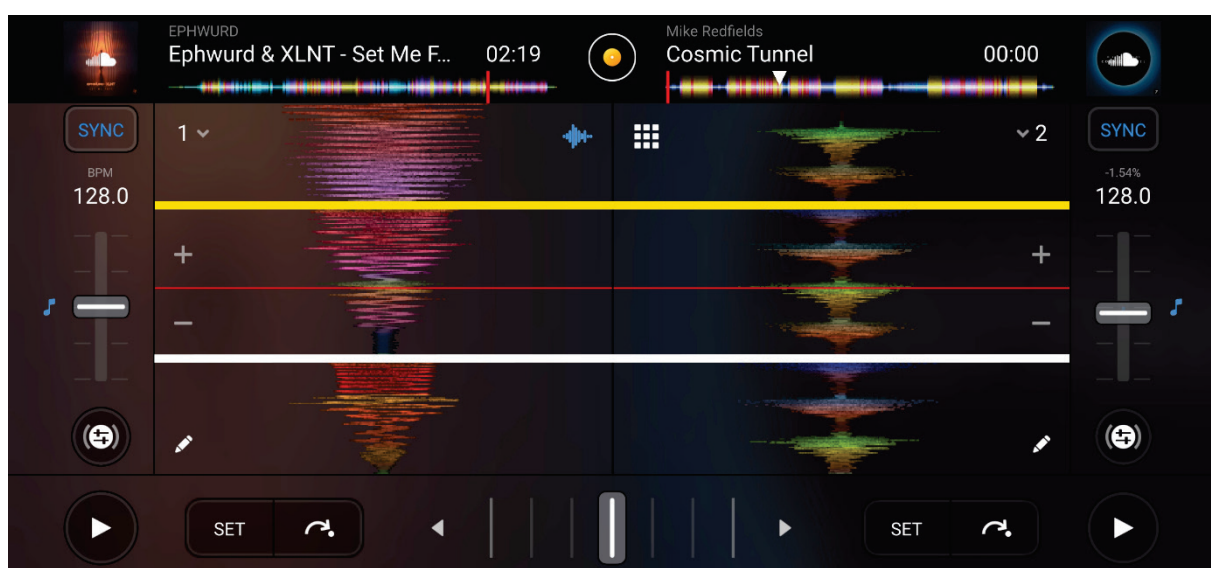 EPHWURD
Ephwurd & XLNT - Set Me F... 02:19
Mike Redfields
Cosmic Tunnel 00:00
SYNC
1
2
SYNC
BPM
128.0
-1.54%
128.0
+
+
−
−
SET
SET